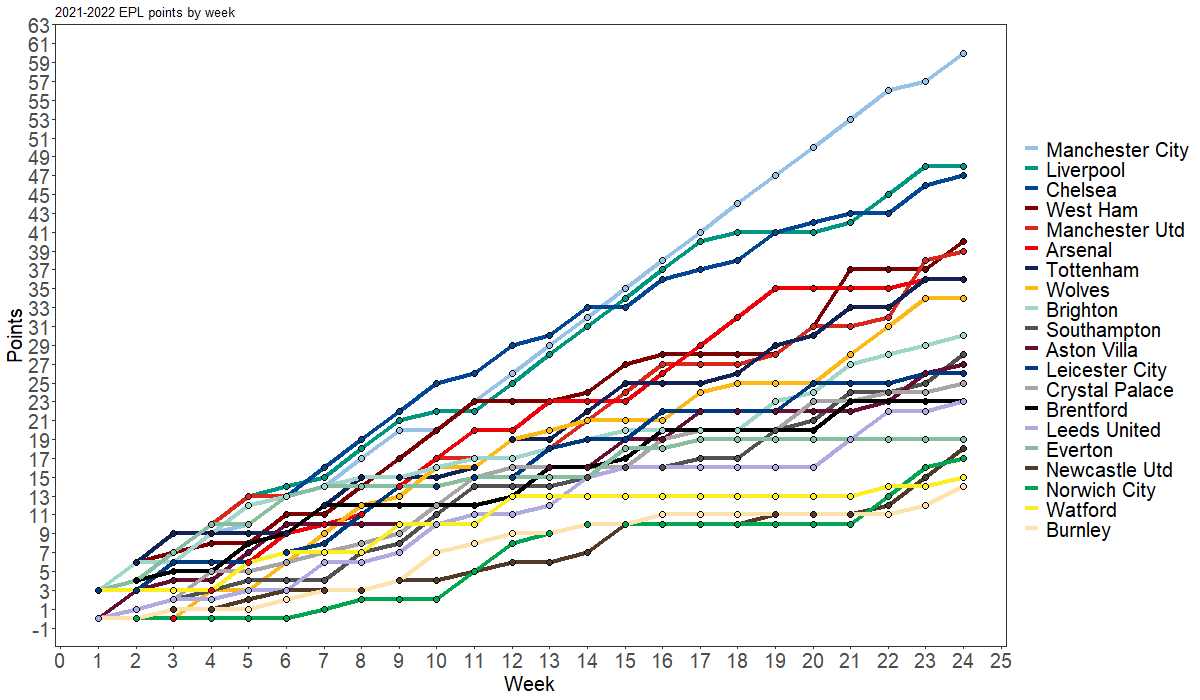 2021-2022 EPL points by week
63
61
59
57
55
53
51
49
47
45
43
41
39
37
35
33
31
29
27
25
23
21
19
17
15
13
11
9
7
5
3
1
-1
Points
0 1 2 3 4 5 6 7 8 9 10 11 12 13 14 15 16 17 18 19 20 21 22 23 24 25
Week
Manchester City
Liverpool
Chelsea
West Ham
Manchester Utd
Arsenal
Tottenham
Wolves
Brighton
Southampton
Aston Villa
Leicester City
Crystal Palace
Brentford
Leeds United
Everton
Newcastle Utd
Norwich City
Watford
Burnley